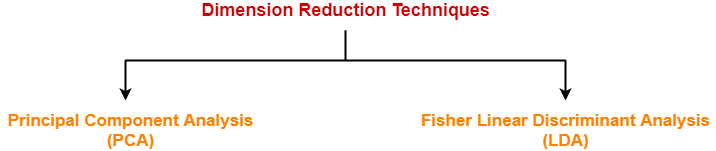 Dimension Reduction Techniques
Principal Component Analysis
(PCA)
Fisher Linear Discriminant Analysis
(LDA)